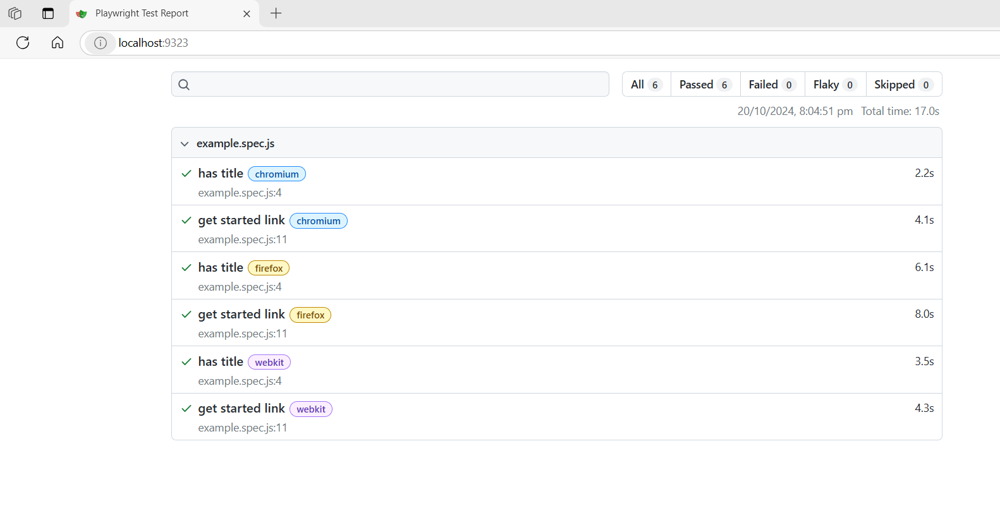 Playwright Test Report
localhost:9323
All 6 Passed 6 Failed 0 Flaky 0 Skipped 0
20/10/2024, 8:04:51 pm Total time: 17.0s
example.spec.js
has title chromium 2.2s
example.spec.js:4
get started link chromium 4.1s
example.spec.js:11
has title firefox 6.1s
example.spec.js:4
get started link firefox 8.0s
example.spec.js:11
has title webkit 3.5s
example.spec.js:4
get started link webkit 4.3s
example.spec.js:11